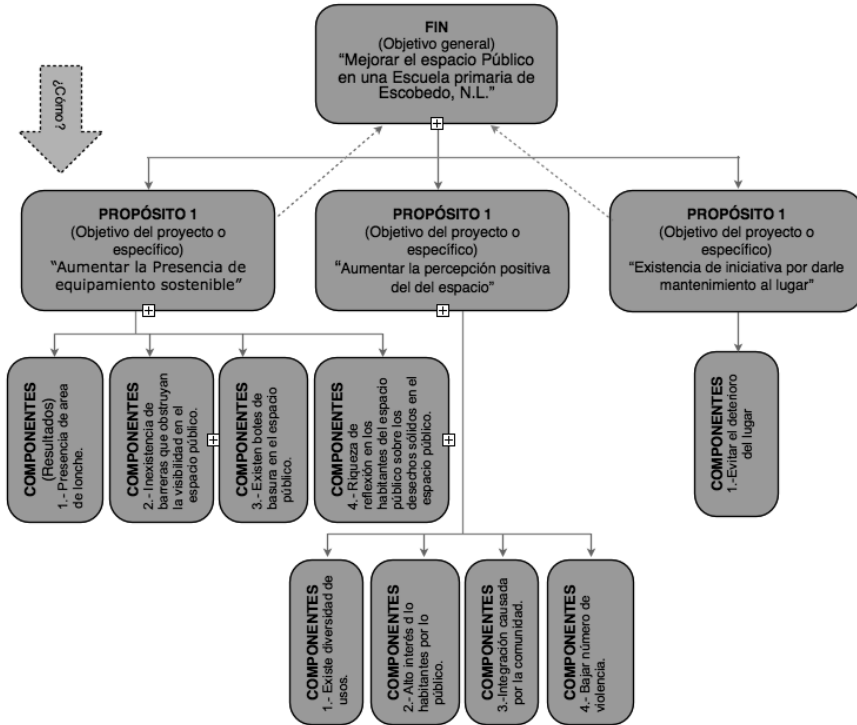 FIN
(Objetivo general)
“Mejorar el espacio Público
en una Escuela primaria de
Escobedo, N.L.”
¿Cómo?
PROPÓSITO 1
(Objetivo del proyecto o
específico)
“Aumentar la Presencia de
equipamiento sostenible”
PROPÓSITO 1
(Objetivo del proyecto o
específico)
“Aumentar la percepción positiva
del del espacio”
PROPÓSITO 1
(Objetivo del proyecto o
específico)
“Existencia de iniciativa por darle
mantenimiento al lugar”
COMPONENTES
(Resultados)
1.- Presencia de area
de lonche.
COMPONENTES
2.- Inexistencia de
barreras que obstruyan
la visibilidad en el
espacio público.
COMPONENTES
3.- Existen botes de
basura en el espacio
público.
COMPONENTES
4.- Riqueza de
reflexión en los
habitantes del espacio
público sobre los
desechos sólidos en el
espacio público.
COMPONENTES
1.-Evitar el deterioro
del lugar
COMPONENTES
1.- Existe diversidad de
usos.
COMPONENTES
2.- Alto interés d lo
habitantes por lo
público.
COMPONENTES
3.-Integración causada
por la comunidad.
COMPONENTES
4.- Bajar número de
violencia.